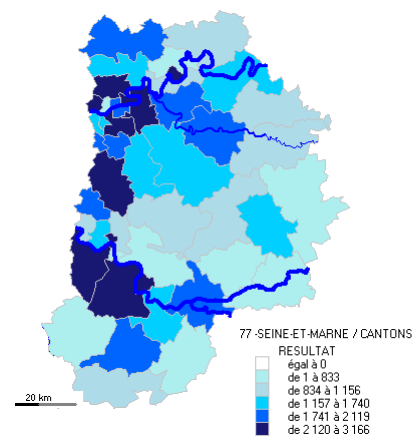 77 -SEINE-ET-MARNE / CANTONS
RESULTAT
égal à 0
de 1 à 833
de 834 à 1 156
de 1 157 à 1 740
de 1 741 à 2 119
de 2 120 à 3 166
20 km